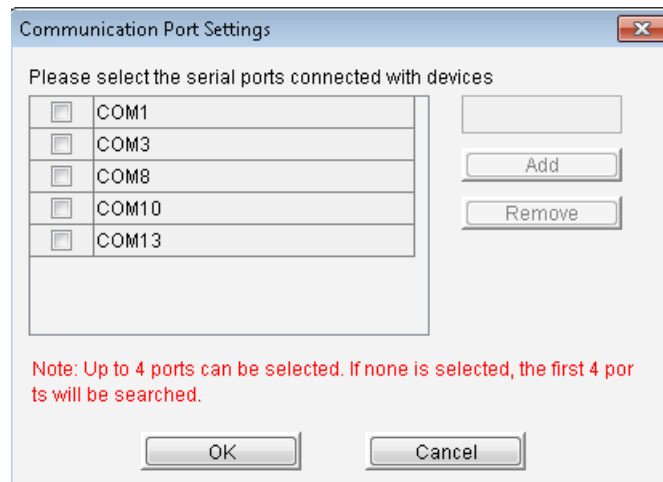 Communication Port Settings
Please select the serial ports connected with devices
COM1
COM3
Add
COM8
COM10
Remove
COM13
Note: Up to 4 ports can be selected. If none is selected, the first 4 por
ts will be searched.
OK
Cancel